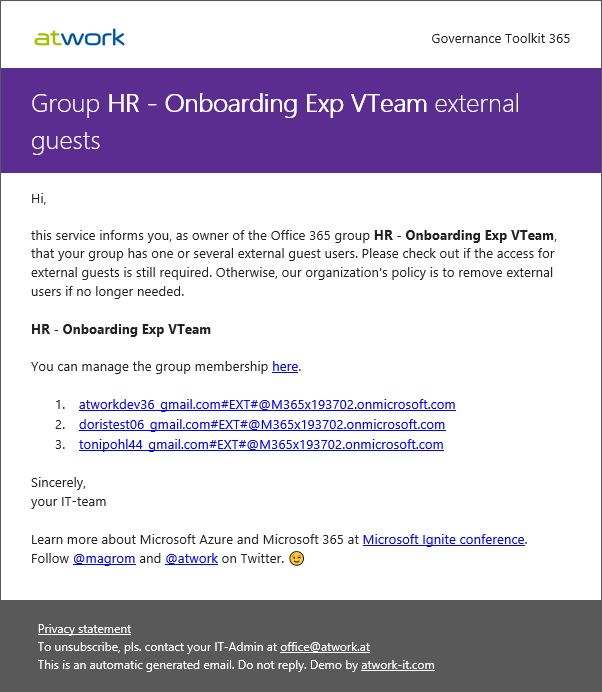 atwork
Governance Toolkit 365
Group HR - Onboarding Exp VTeam external
guests
Hi,
this service informs you, as owner of the Office 365 group HR - Onboarding Exp VTeam,
that your group has one or several external guest users. Please check out if the access for
external guests is still required. Otherwise, our organization's policy is to remove external
users if no longer needed.
HR - Onboarding Exp VTeam
You can manage the group membership here.
1. atworkdev36_gmail.com#EXT#@M365x193702.onmicrosoft.com
2. doristest06_gmail.com#EXT#@M365x193702.onmicrosoft.com
3. tonipohl44_gmail.com#EXT#@M365x193702.onmicrosoft.com
Sincerely,
your IT-team
Learn more about Microsoft Azure and Microsoft 365 at Microsoft Ignite conference.
Follow @magrom and @atwork on Twitter. 😉
Privacy statement
To unsubscribe, pls. contact your IT-Admin at office@atwork.at
This is an automatic generated email. Do not reply. Demo by atwork-it.com